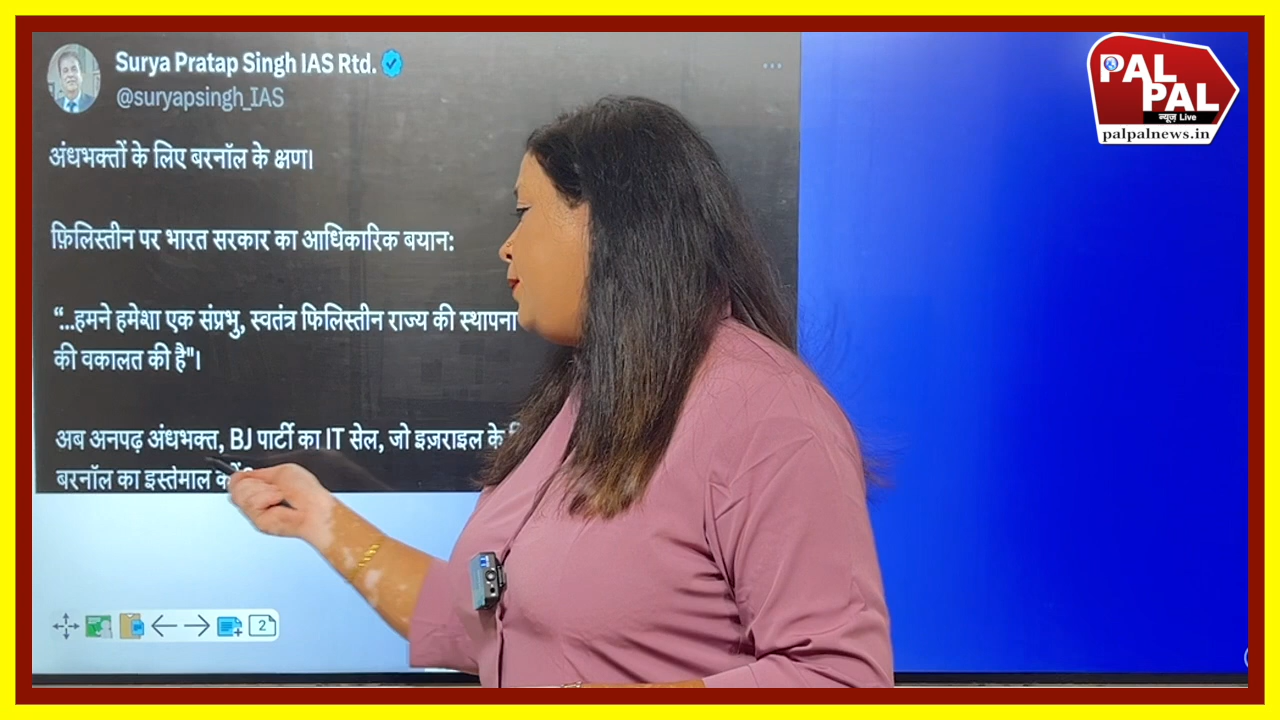 Surya Pratap Singh IAS Rtd.
@suryapsingh_IAS
अंधभक्तों के लिए बरनॉल के क्षण।
फ़िलिस्तीन पर भारत सरकार का आधिकारिक बयान:
“...हमने हमेशा एक संप्रभु, स्वतंत्र फिलिस्तीन राज्य की स्थापना
की वकालत की है"।
अब अनपढ़ अंधभक्त, BJ पार्टी का IT सेल, जो इज़राइल के
बरनॉल का इस्तेमाल
2
PAL
PAL
न्यूज़ Live
palpalnews.in